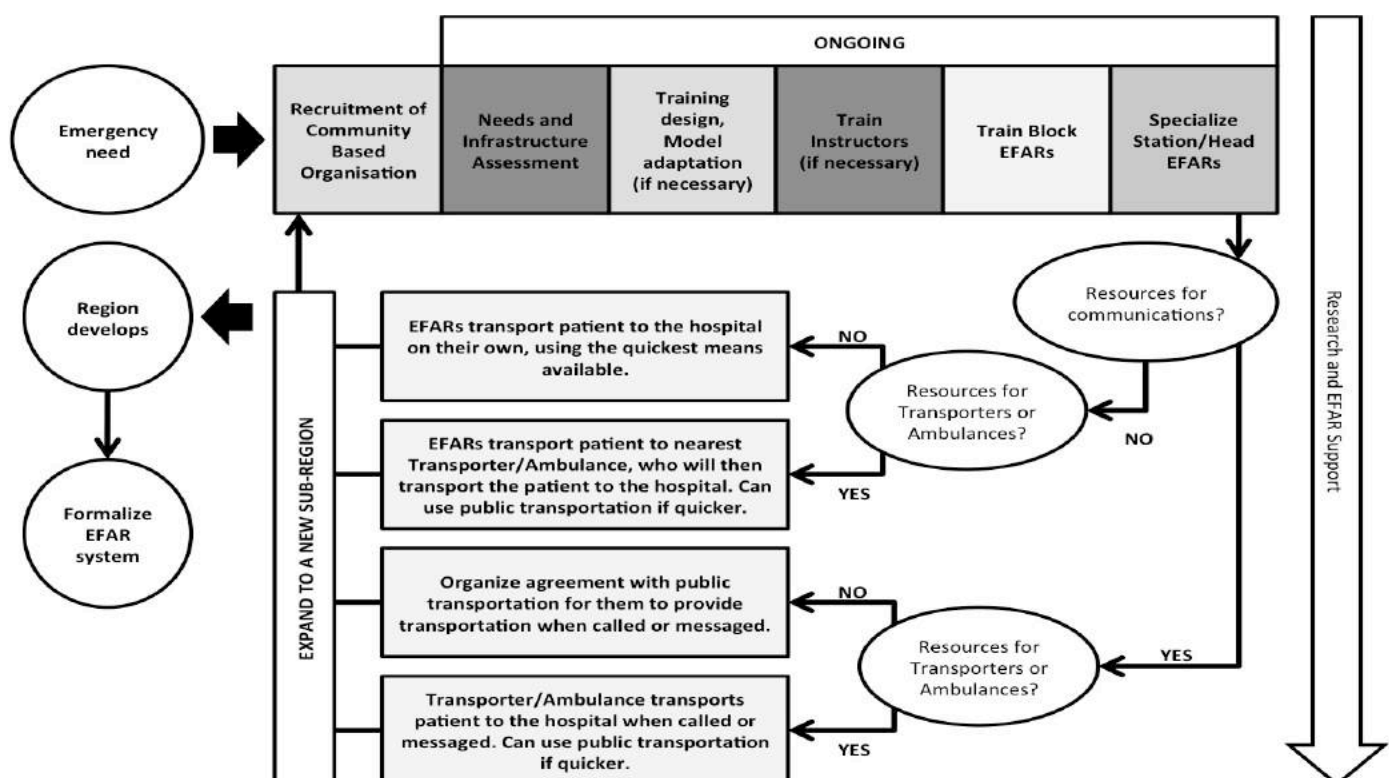 ONGOING
Emergency
need
Recruitment of
Community
Based
Organisation
Needs and
Infrastructure
Assessment
Training
design,
Model
adaptation
(if necessary)
Train
Instructors
(if necessary)
Train Block
EFARs
Specialize
Station/Head
EFARs
Region
develops
Formalize
EFAR
system
EXPAND TO A NEW SUB-REGION
EFARs transport patient to the hospital
on their own, using the quickest means
available.
NO
Resources for
communications?
Resources for
Transporters or
Ambulances?
NO
EFARs transport patient to nearest
Transporter/Ambulance, who will then
transport the patient to the hospital. Can
use public transportation if quicker.
YES
Organize agreement with public
transportation for them to provide
transportation when called or messaged.
NO
Resources for
Transporters or
Ambulances?
YES
Transporter/Ambulance transports
patient to the hospital when called or
messaged. Can use public transportation
if quicker.
YES
Research and EFAR Support